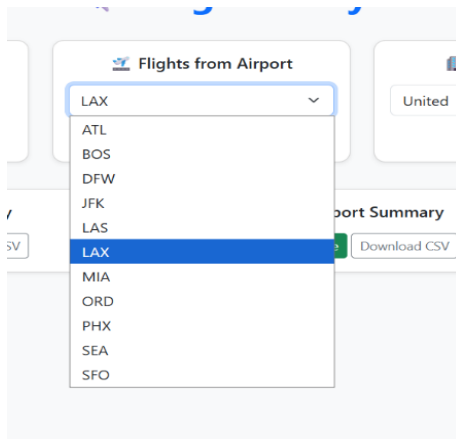 Flights from Airport
LAX
United
ATL
BOS
DFW
JFK
LAS
LAX
MIA
ORD
PHX
SEA
SFO
port Summary
SV
Download CSV